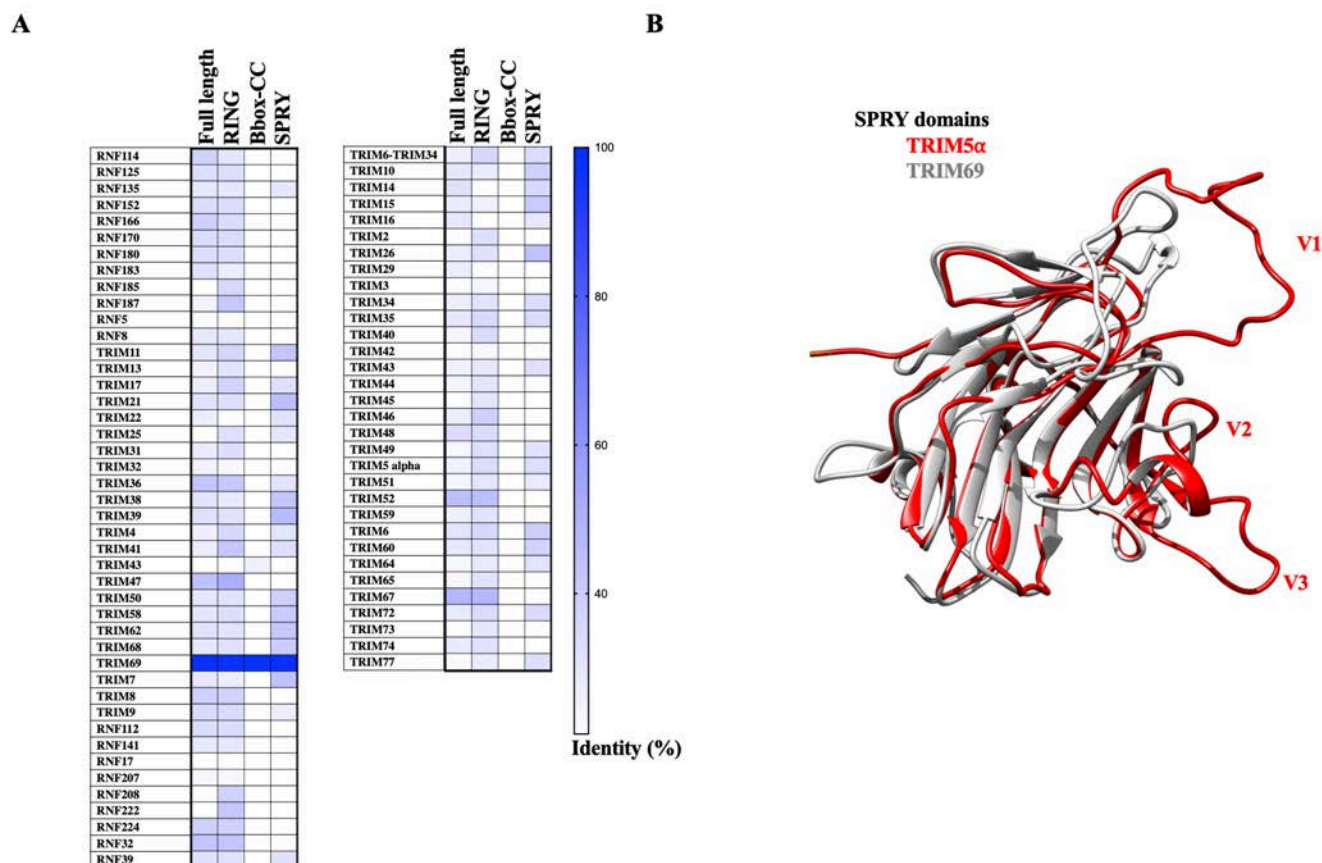 A
B
Full length
RING
Bbox-CC
SPRY
RNF114
RNF125
RNF135
RNF152
RNF166
RNF170
RNF180
RNF183
RNF185
RNF187
RNF5
RNF8
TRIM11
TRIM13
TRIM17
TRIM21
TRIM22
TRIM25
TRIM31
TRIM32
TRIM36
TRIM38
TRIM39
TRIM4
TRIM41
TRIM43
TRIM47
TRIM50
TRIM58
TRIM62
TRIM68
TRIM69
TRIM7
TRIM8
TRIM9
RNF112
RNF141
RNF17
RNF207
RNF208
RNF222
RNF224
RNF32
RNF39
Full length
RING
Bbox-CC
SPRY
TRIM6-TRIM34
TRIM10
TRIM14
TRIM15
TRIM16
TRIM2
TRIM26
TRIM29
TRIM3
TRIM34
TRIM35
TRIM40
TRIM42
TRIM43
TRIM44
TRIM45
TRIM46
TRIM48
TRIM49
TRIM5 alpha
TRIM51
TRIM52
TRIM59
TRIM6
TRIM60
TRIM64
TRIM65
TRIM67
TRIM72
TRIM73
TRIM74
TRIM77
100
80
60
40
Identity (%)
SPRY domains
TRIM5α
TRIM69
V1
V2
V3